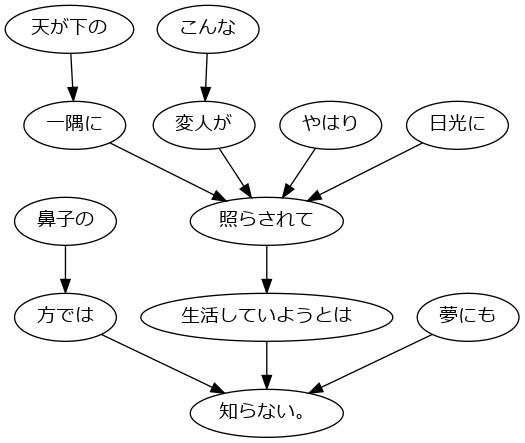 天が下の こんな
一隅に 変人が やはり 日光に
鼻子の 照らされて
方では 生活していようとは 夢にも
知らない。